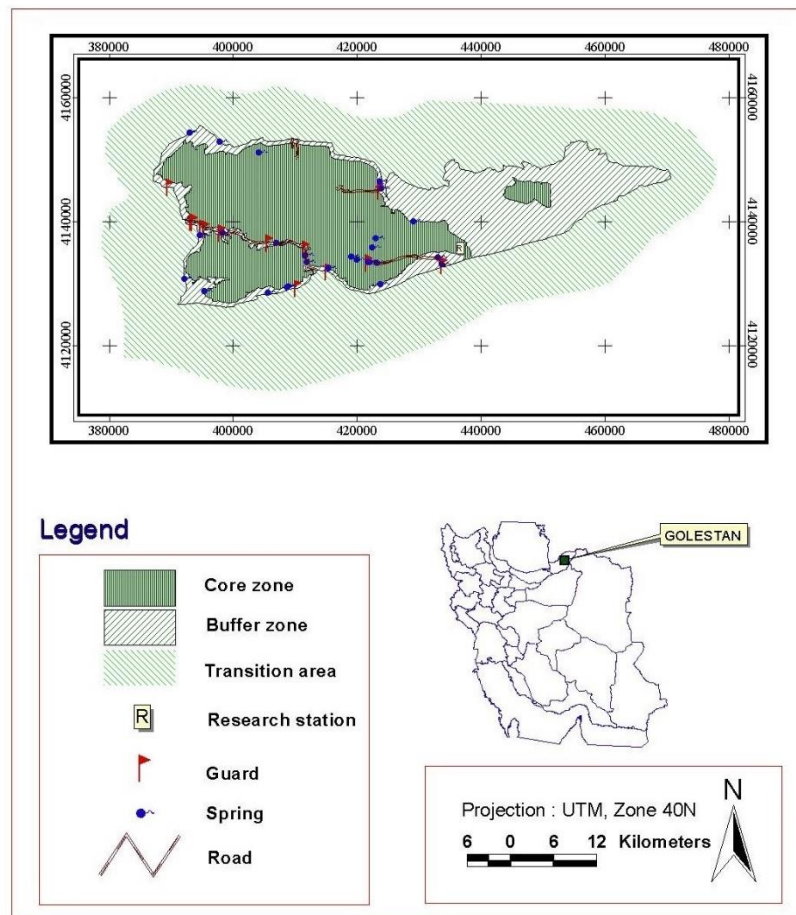 380000 400000 420000 440000 460000 480000
4160000 4160000
4140000 4140000
R
4120000 4120000
380000 400000 420000 440000 460000 480000
Legend
Core zone
Buffer zone
Transition area
R Research station
Guard
Spring
Road
GOLESTAN
Projection : UTM, Zone 40N
6 0 6 12 Kilometers
N